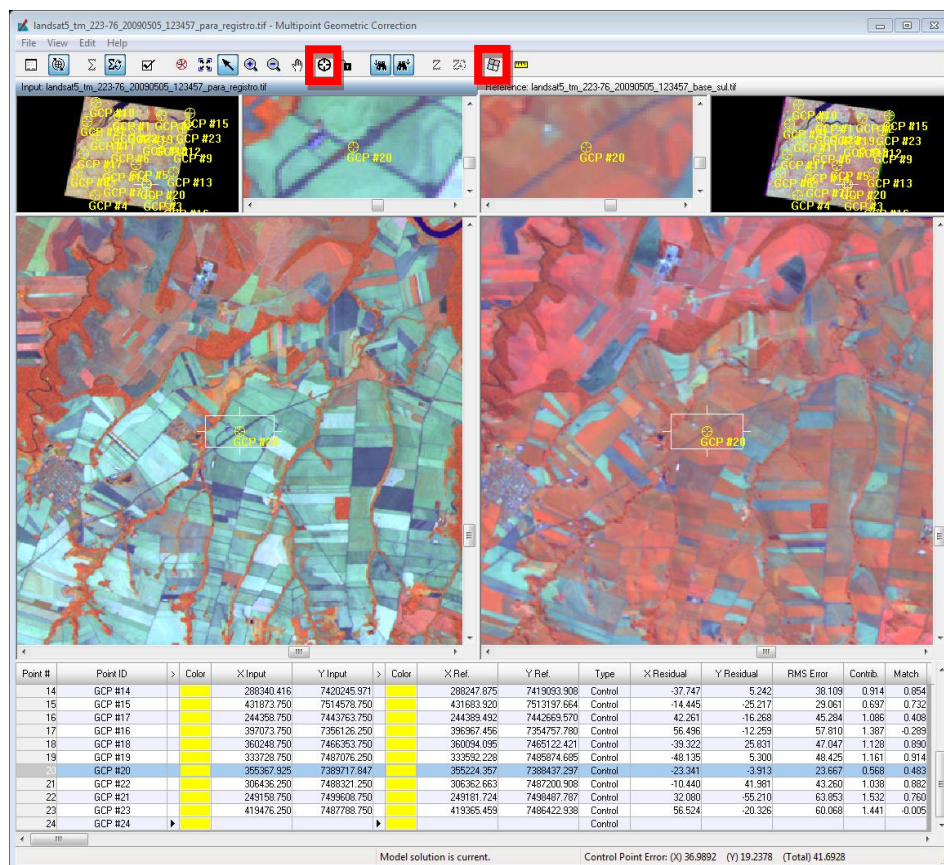 landsat5_tm_223-76_20090505_123457_para_registro.tif - Multipoint Geometric Correction
File View Edit Help
Input: landsat5_tm_223-76_20090505_123457_para_registro.tif
Reference: landsat5_tm_223-76_20090505_123457_base_sul.tif
GCP #15
GCP #23
GCP #9
GCP #13
GCP #20
GCP #4
GCP #20
GCP #20
GCP #15
GCP #23
GCP #9
GCP #13
GCP #20
GCP #4
GCP #20
GCP #20
Point # Point ID > Color X Input Y Input > Color X Ref. Y Ref. Type X Residual Y Residual RMS Error Contrib. Match
14 GCP #14 288340.416 7420245.971 288247.875 7419093.908 Control -37.747 5.242 38.109 0.914 0.854
15 GCP #15 431873.750 7514578.750 431683.920 7513197.664 Control -14.445 -25.217 29.061 0.697 0.732
16 GCP #17 244358.750 7443763.750 244389.492 7442669.570 Control 42.261 -16.268 45.284 1.086 0.408
17 GCP #16 397073.750 7356126.250 396967.456 7354757.780 Control 56.496 -12.259 57.810 1.387 -0.289
18 GCP #18 360248.750 7466353.750 360094.095 7465122.421 Control -39.322 25.831 47.047 1.128 0.890
19 GCP #19 333728.750 7487076.250 333592.228 7485874.685 Control -48.135 5.300 48.425 1.161 0.914
20 GCP #20 355367.925 7389717.847 355224.357 7388437.297 Control -23.341 -3.913 23.667 0.568 0.483
21 GCP #22 306436.250 7488321.250 306362.663 7487200.908 Control -10.440 41.981 43.260 1.038 0.882
22 GCP #21 249158.750 7499608.750 249181.724 7498487.787 Control 32.080 -55.210 63.853 1.532 0.760
23 GCP #23 419476.250 7487788.750 419365.459 7486422.938 Control 56.524 -20.326 60.068 1.441 -0.005
24 GCP #24 Control
Model solution is current. Control Point Error: (X) 36.9892 (Y) 19.2378 (Total) 41.6928